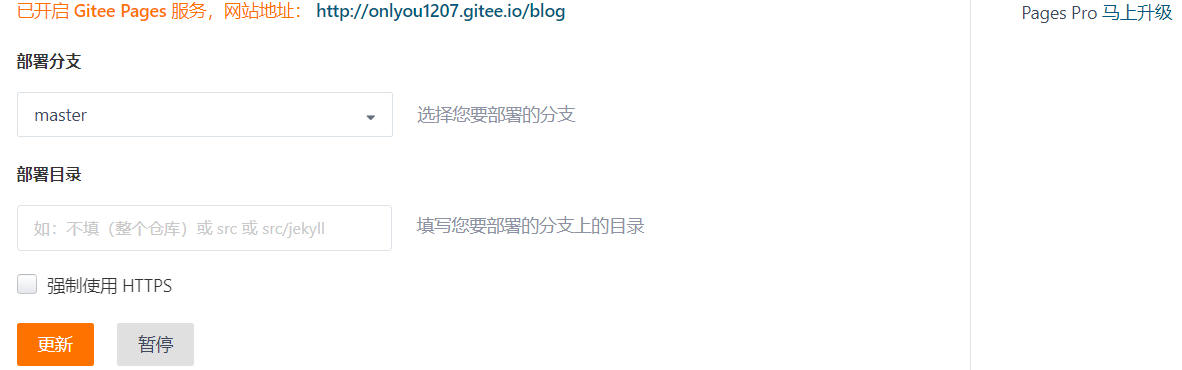 已开启 Gitee Pages 服务，网站地址： http://onlyou1207.gitee.io/blog
Pages Pro 马上升级
部署分支
master
选择您要部署的分支
部署目录
如：不填（整个仓库）或 src 或 src/jekyll
填写您要部署的分支上的目录
强制使用 HTTPS
更新
暂停